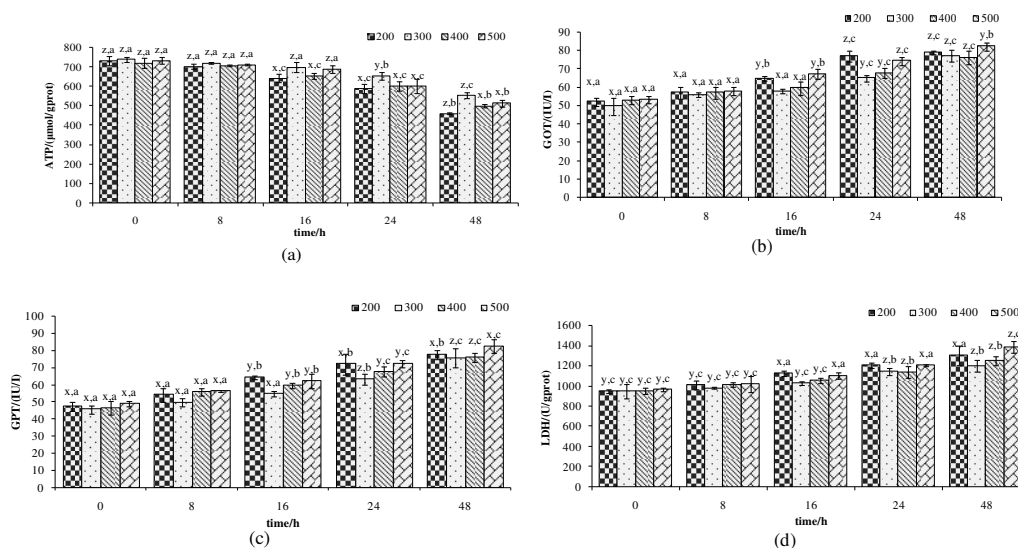 200 300 400 500
800
700
600
500
400
300
200
100
0
ATP/(μmol/gprot)
z,a z,a z,a z,a
z,a z,a z,a z,a
x,c z,a x,c z,a
x,c y,b x,c x,c
z,b z,c x,b x,b
0 8 16 24 48
time/h
(a)
200 300 400 500
90
80
70
60
50
40
30
20
10
0
GOT/(IU/I)
x,a x,a x,a x,a
x,a x,a x,a x,a
y,b x,a x,a y,b
z,c y,c y,c z,c
z,c z,c z,c y,b
0 8 16 24 48
time/h
(b)
200 300 400 500
100
90
80
70
60
50
40
30
20
10
0
GPT/(IU/I)
x,a x,a x,a x,a
x,a x,a x,a x,a
y,b x,a y,b y,b
x,b z,b y,c y,c
x,b z,c x,c x,c
0 8 16 24 48
time/h
(c)
200 300 400 500
1600
1400
1200
1000
800
600
400
200
0
LDH/(U/gprot)
y,c y,c y,c y,c
y,c y,c y,c y,c
x,a y,c y,c y,c
x,a z,b z,b x,a
x,a z,b z,b z,c
0 8 16 24 48
time/h
(d)